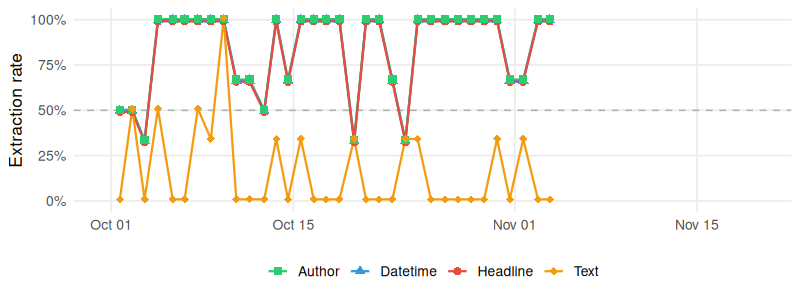 Extraction rate
100%
75%
50%
25%
0%
Oct 01 Oct 15 Nov 01 Nov 15
Author Datetime Headline Text